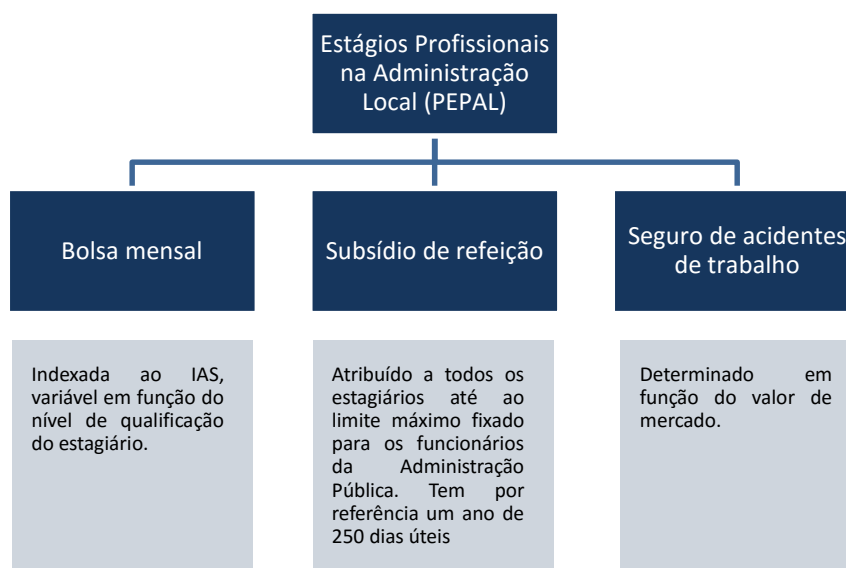 Estágios Profissionais
na Administração
Local (PEPAL)
Bolsa mensal
Subsídio de refeição
Seguro de acidentes
de trabalho
Indexada ao IAS,
variável em função do
nível de qualificação
do estagiário.
Atribuído a todos os
estagiários até ao
limite máximo fixado
para os funcionários
da Administração
Pública. Tem por
referência um ano de
250 dias úteis
Determinado em
função do valor de
mercado.